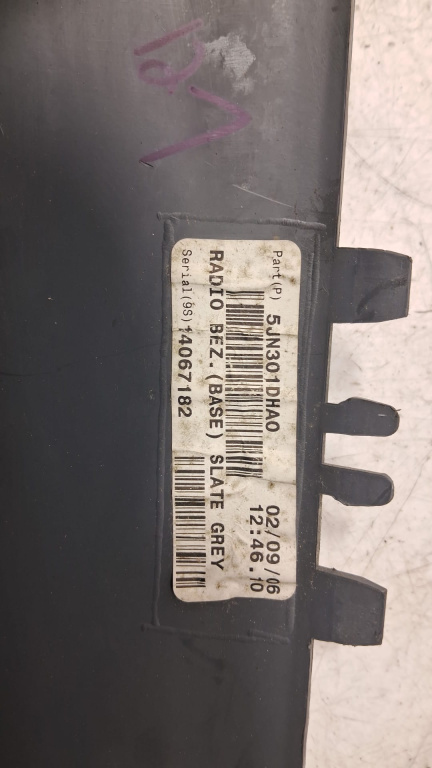 Part(P) 5JN301DHAO 02/09/06
12:46.10
RADIO BEZ.(BASE) SLATE GREY
Serial(9S) 14067182